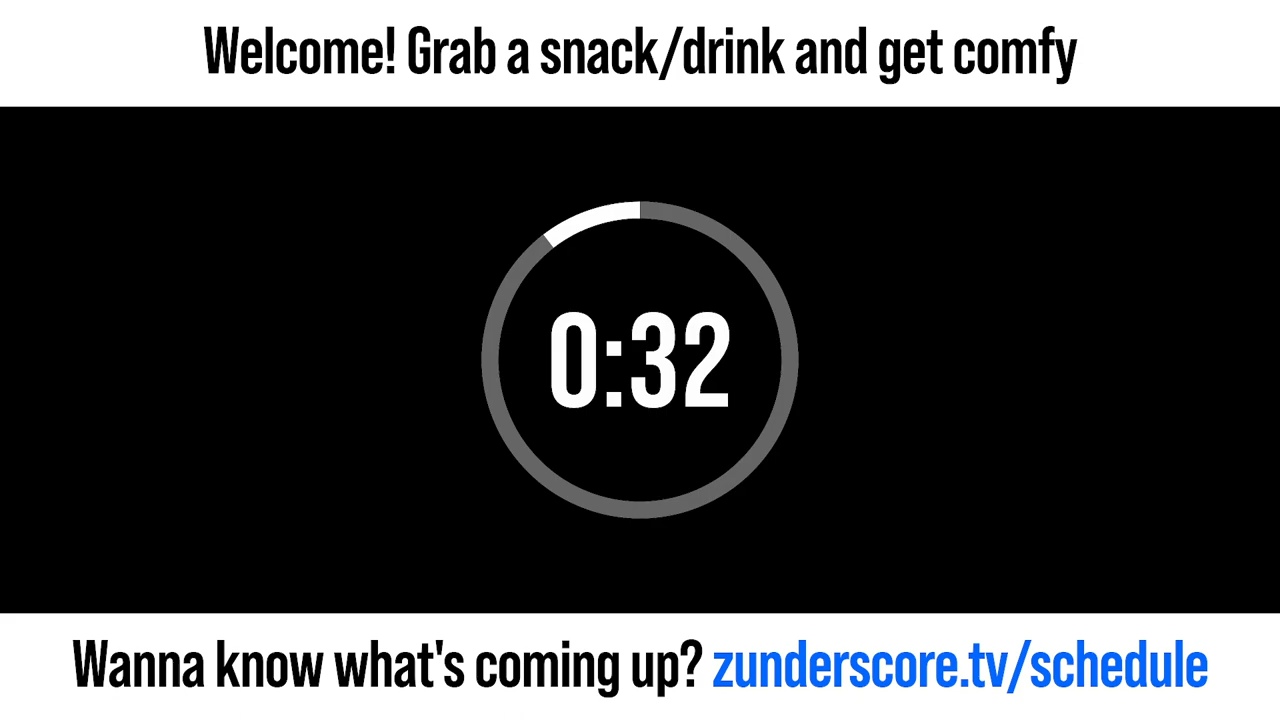 Welcome! Grab a snack/drink and get comfy
0:32
Wanna know what's coming up? zunderscore.tv/schedule